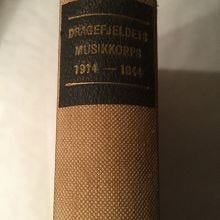 DRAGEFJELDETS
MUSIKKORPS
1914 — 1944